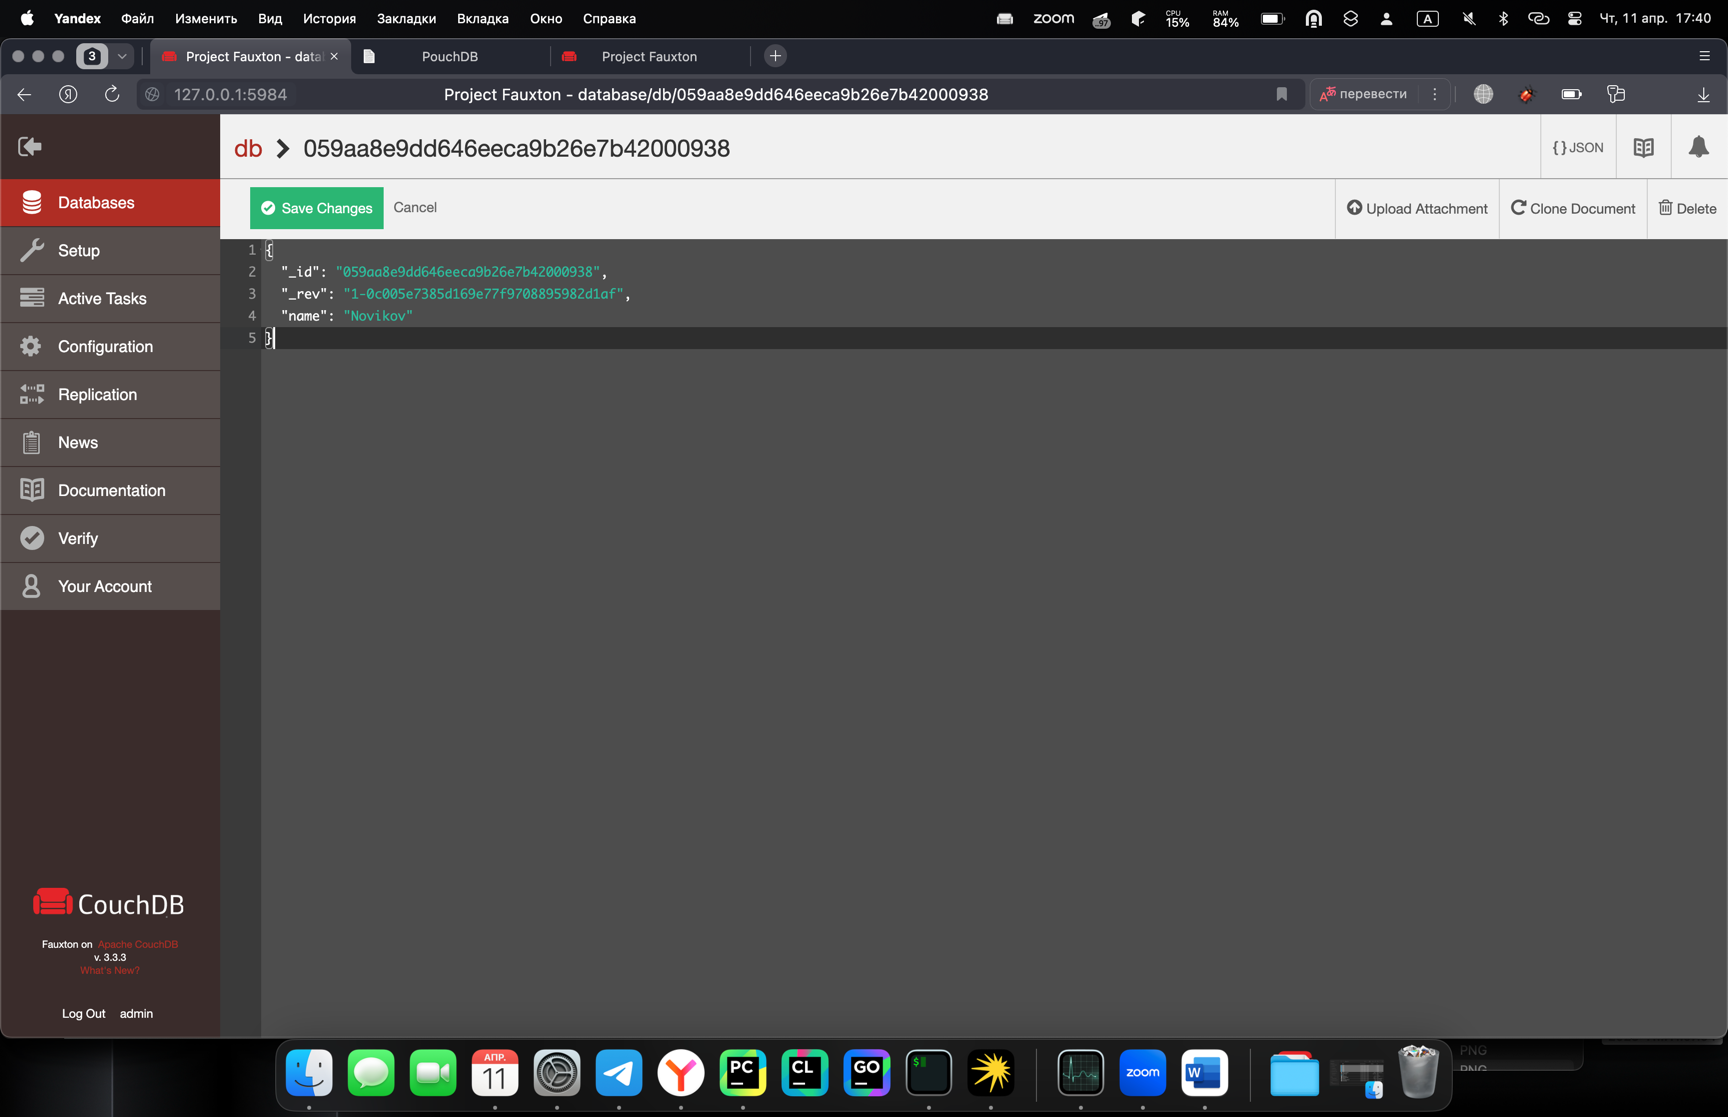 Yandex Файл Изменить Вид История Закладки Вкладка Окно Справка zoom 97 CPU 15% RAM 84% A Чт, 11 апр. 17:40
3 Project Fauxton - data PouchDB Project Fauxton
Я 127.0.0.1:5984 Project Fauxton - database/db/059aa8e9dd646eeca9b26e7b42000938 перевести
db 059aa8e9dd646eeca9b26e7b42000938 {} JSON
Databases
Setup
Active Tasks
Configuration
Replication
News
Documentation
Verify
Your Account
Save Changes Cancel Upload Attachment Clone Document Delete
1 {
2 "_id": "059aa8e9dd646eeca9b26e7b42000938",
3 "_rev": "1-0c005e7385d169e77f9708895982d1af",
4 "name": "Novikov"
5 }
CouchDB
Fauxton on Apache CouchDB
v. 3.3.3
What's New?
Log Out admin
АПР.
11
PC
CL
GO
$
zoom
W
PNG
PNG